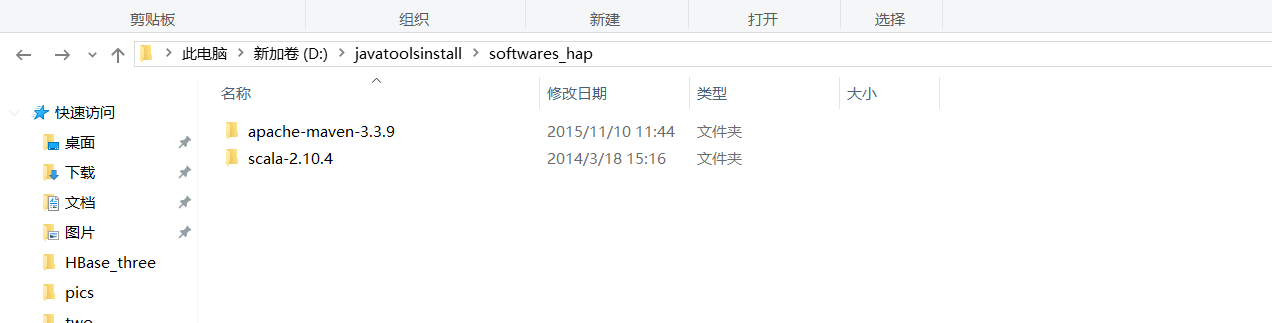 剪贴板 组织 新建 打开 选择
此电脑 新加卷 (D:) javatoolsinstall softwares_hap
名称 修改日期 类型 大小
快速访问
apache-maven-3.3.9 2015/11/10 11:44 文件夹
桌面
scala-2.10.4 2014/3/18 15:16 文件夹
下载
文档
图片
HBase_three
pics
two